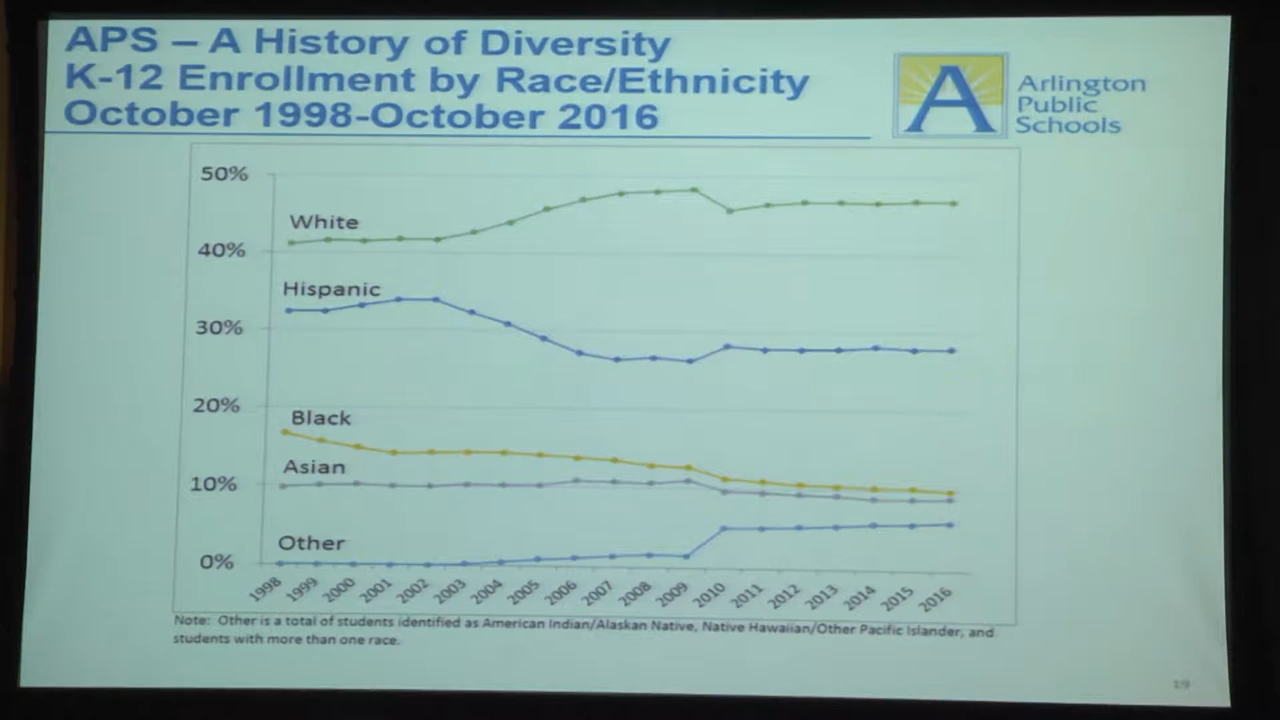 APS – A History of Diversity
K-12 Enrollment by Race/Ethnicity
October 1998-October 2016
A
Arlington
Public
Schools
50%
White
40%
Hispanic
30%
20%
Black
Asian
10%
Other
0%
1998 1999 2000 2001 2002 2003 2004 2005 2006 2007 2008 2009 2010 2011 2012 2013 2014 2015 2016
Note: Other is a total of students identified as American Indian/Alaskan Native, Native Hawaiian/Other Pacific Islander, and
students with more than one race.
19